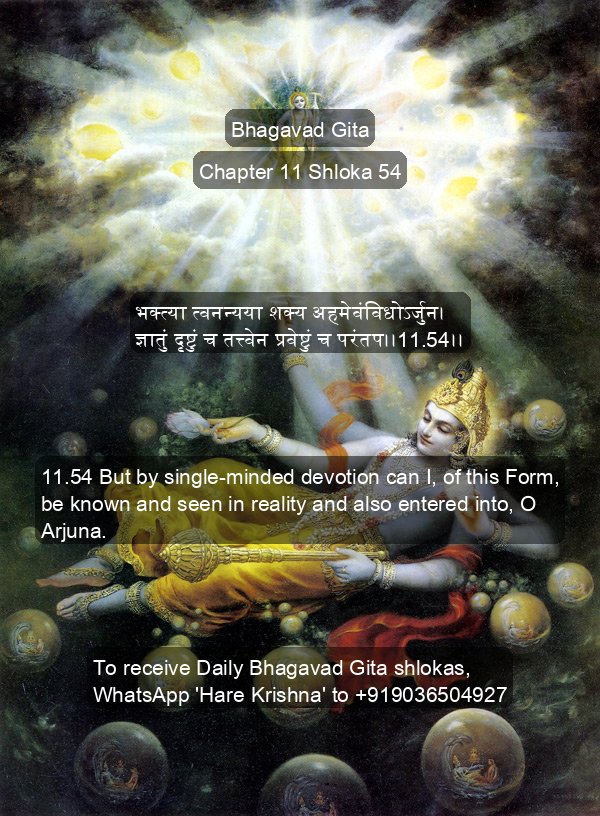 Bhagavad Gita
Chapter 11 Shloka 54
भक्त्या त्वनन्यया शक्य अहमेवंविधोऽर्जुन।
ज्ञातुं दृष्टुं च तत्त्वेन प्रवेष्टुं च परंतप।।11.54।।
11.54 But by single-minded devotion can I, of this Form,
be known and seen in reality and also entered into, O
Arjuna.
To receive Daily Bhagavad Gita shlokas,
WhatsApp 'Hare Krishna' to +919036504927